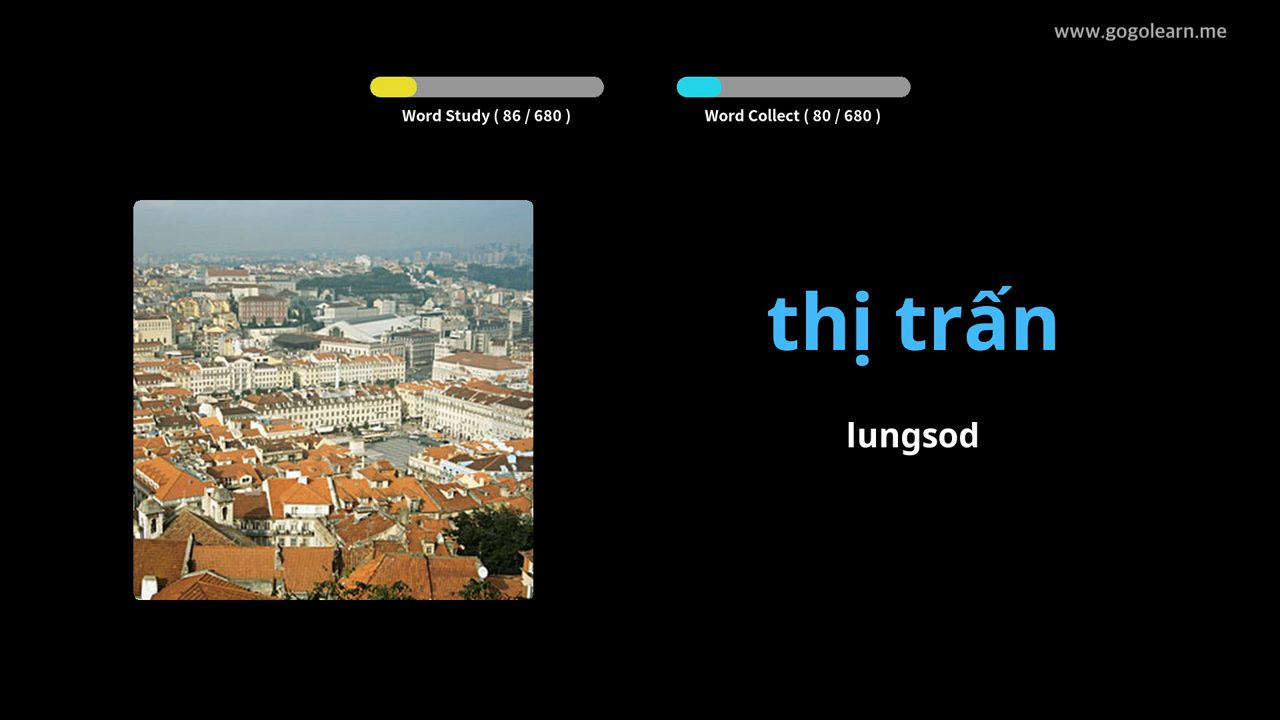 www.gogolearn.me
Word Study ( 86 / 680 )
Word Collect ( 80 / 680 )
thị trấn
lungsod